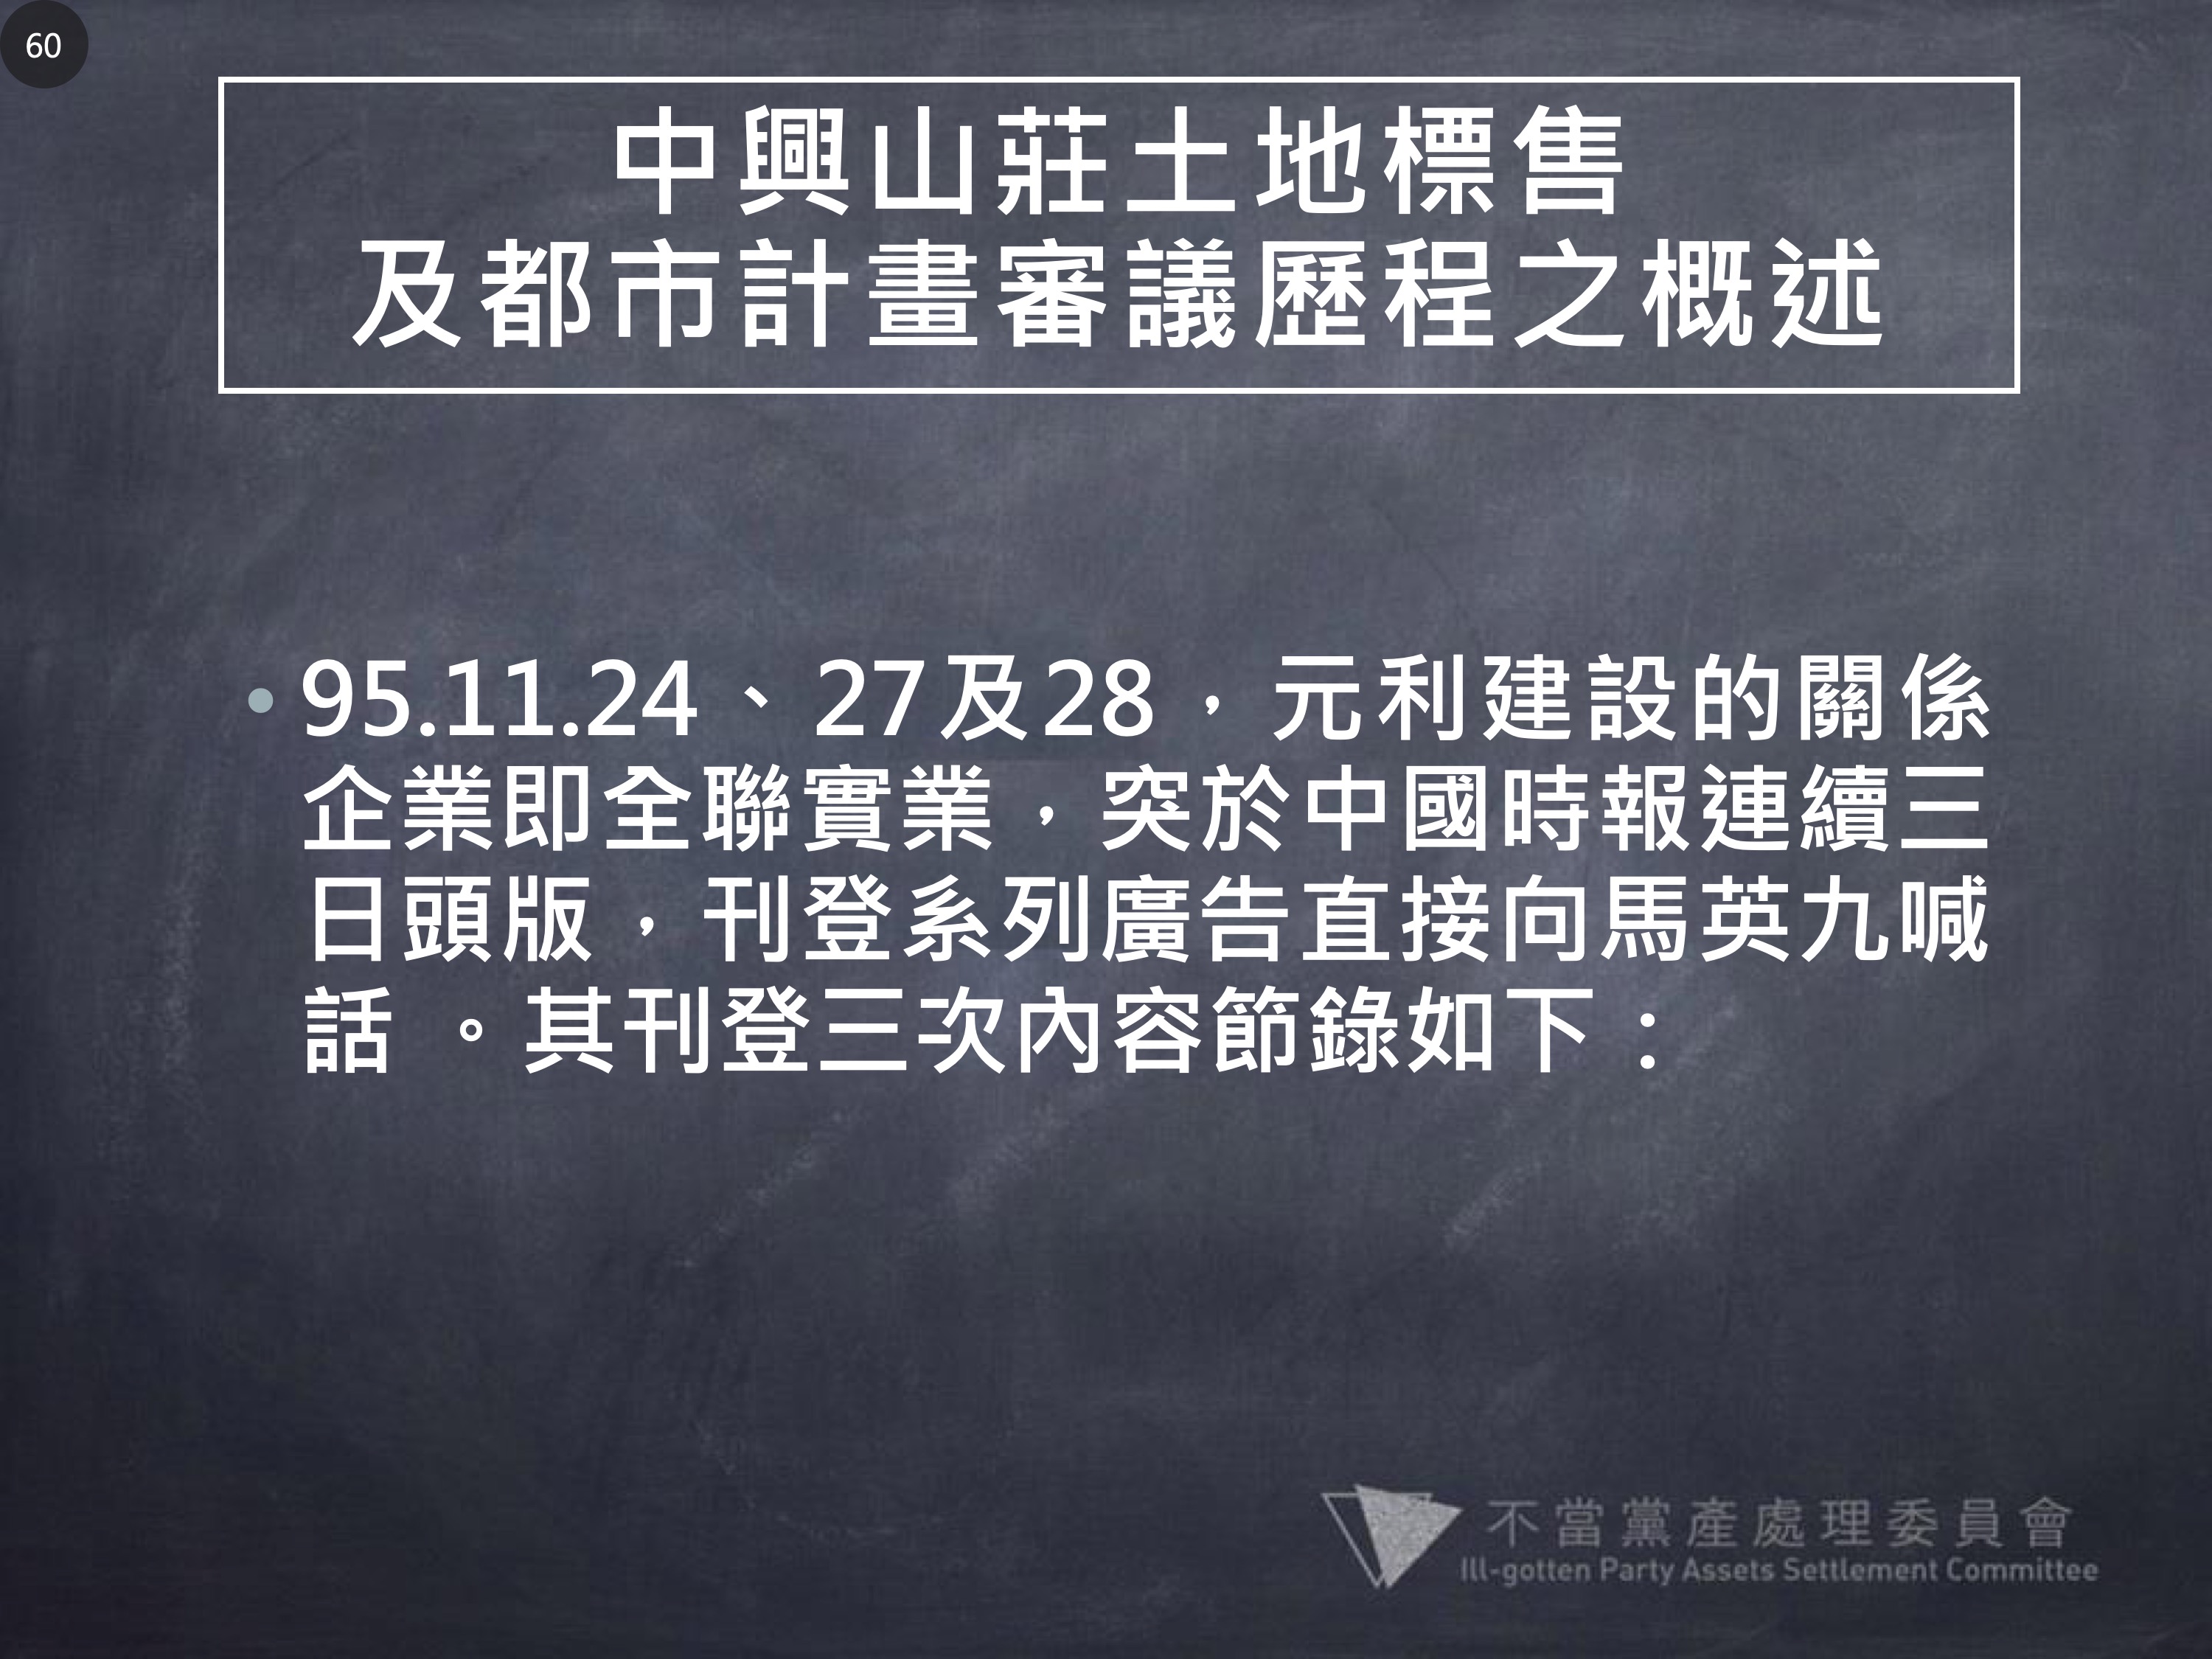 60
中興山莊土地標售
及都市計畫審議歷程之概述
• 95.11.24、27及28，元利建設的關係
企業即全聯實業，突於中國時報連續三
日頭版，刊登系列廣告直接向馬英九喊
話。其刊登三次內容節錄如下：
不當黨產處理委員會
Ill-gotten Party Assets Settlement Committee